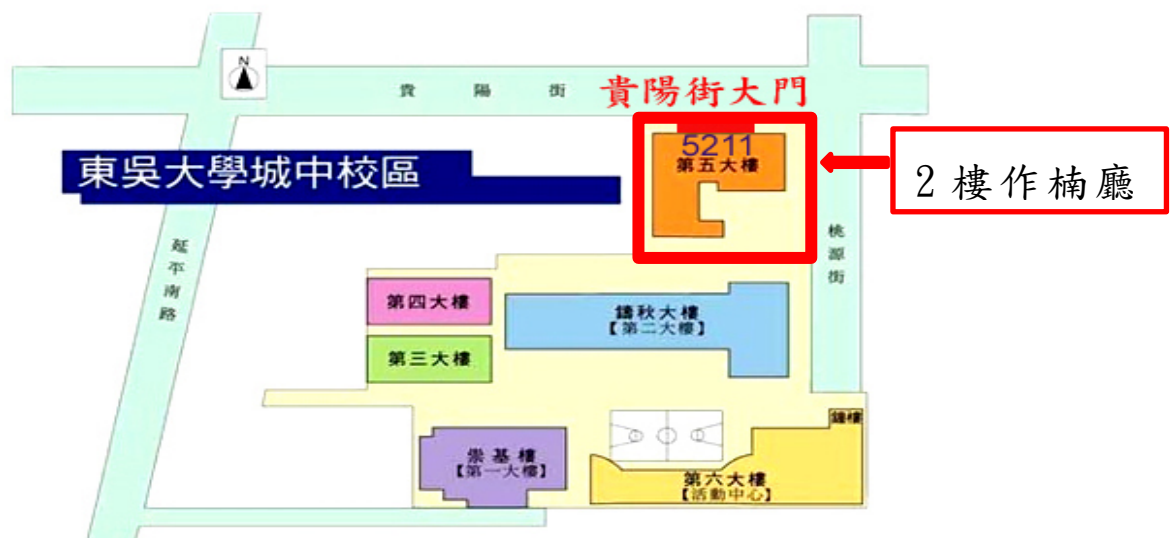 N
貴陽街
貴陽街大門
5211
第五大樓
2樓作楠廳
東吳大學城中校區
延平南路
桃源街
第四大樓
鑄秋大樓
【第二大樓】
第三大樓
鐘樓
崇基樓
【第一大樓】
第六大樓
【活動中心】